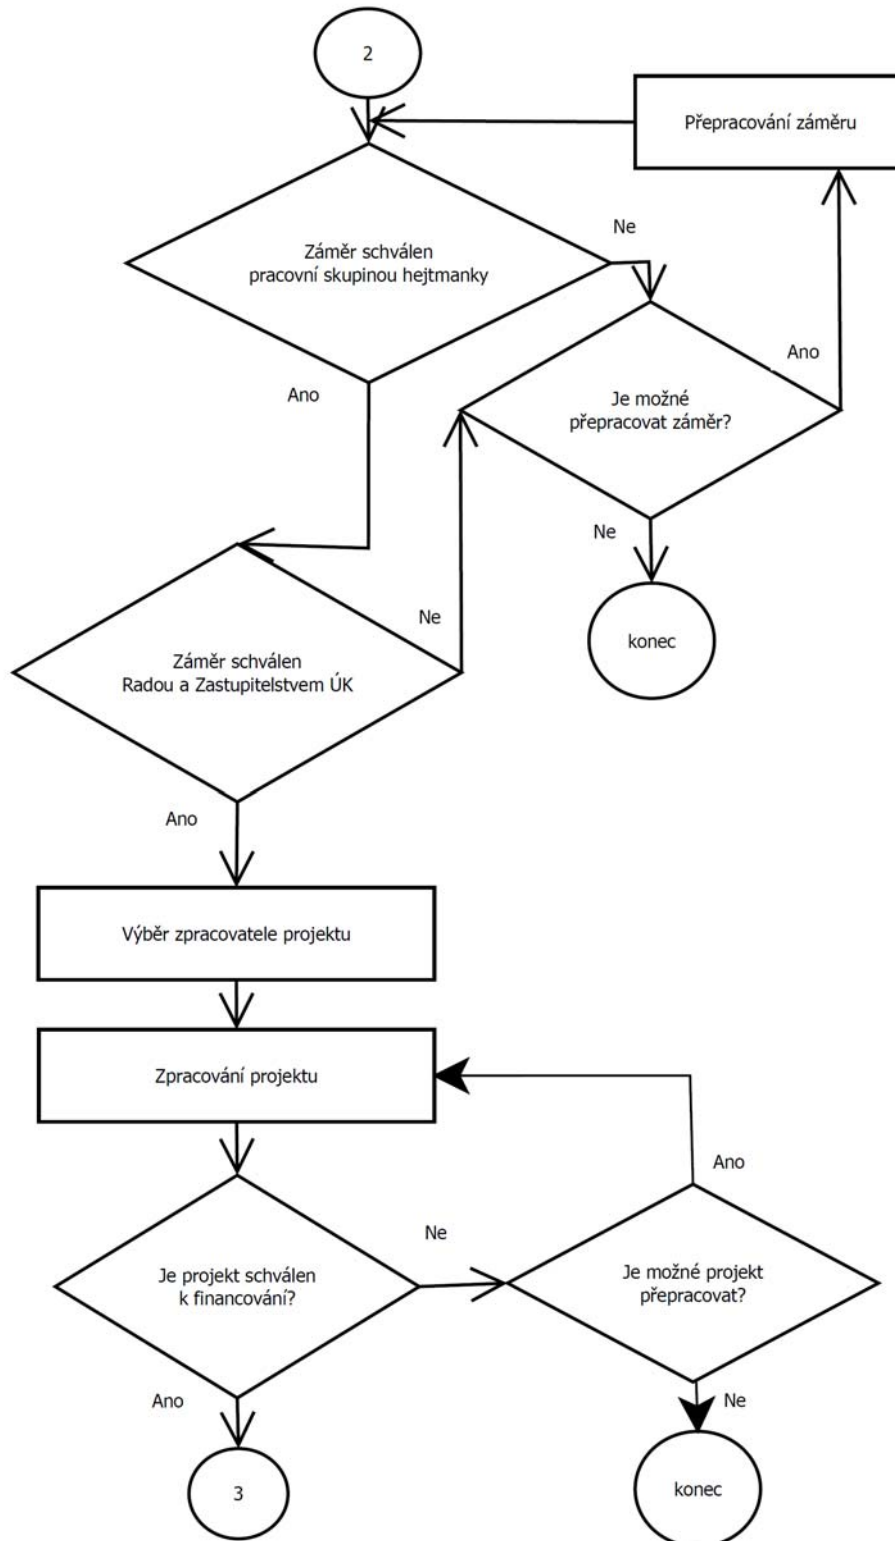 2
Přepracování záměru
Ne
Záměr schválen
pracovní skupinou hejtmanky
Ano
Ano
Je možné
přepracovat záměru?
Ne
Ne
konec
Záměr schválen
Radou a Zastupitelstvem ÚK
Ano
Výběr zpracovatele projektu
Zpracování projektu
Ano
Ne
Je projekt schválen
k financování?
Je možné projekt
přepracovat?
Ano
Ne
3
konec